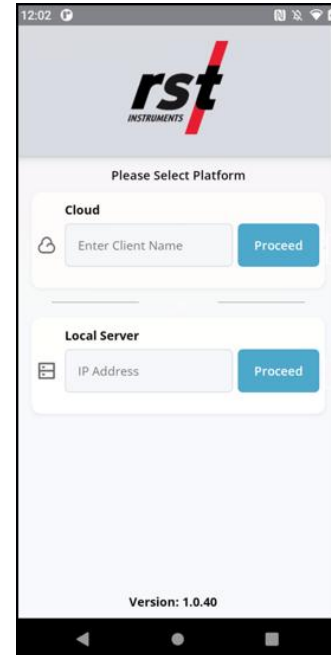 12:02
rst
INSTRUMENTS
Please Select Platform
Cloud
Enter Client Name
Proceed
Local Server
IP Address
Proceed
Version: 1.0.40